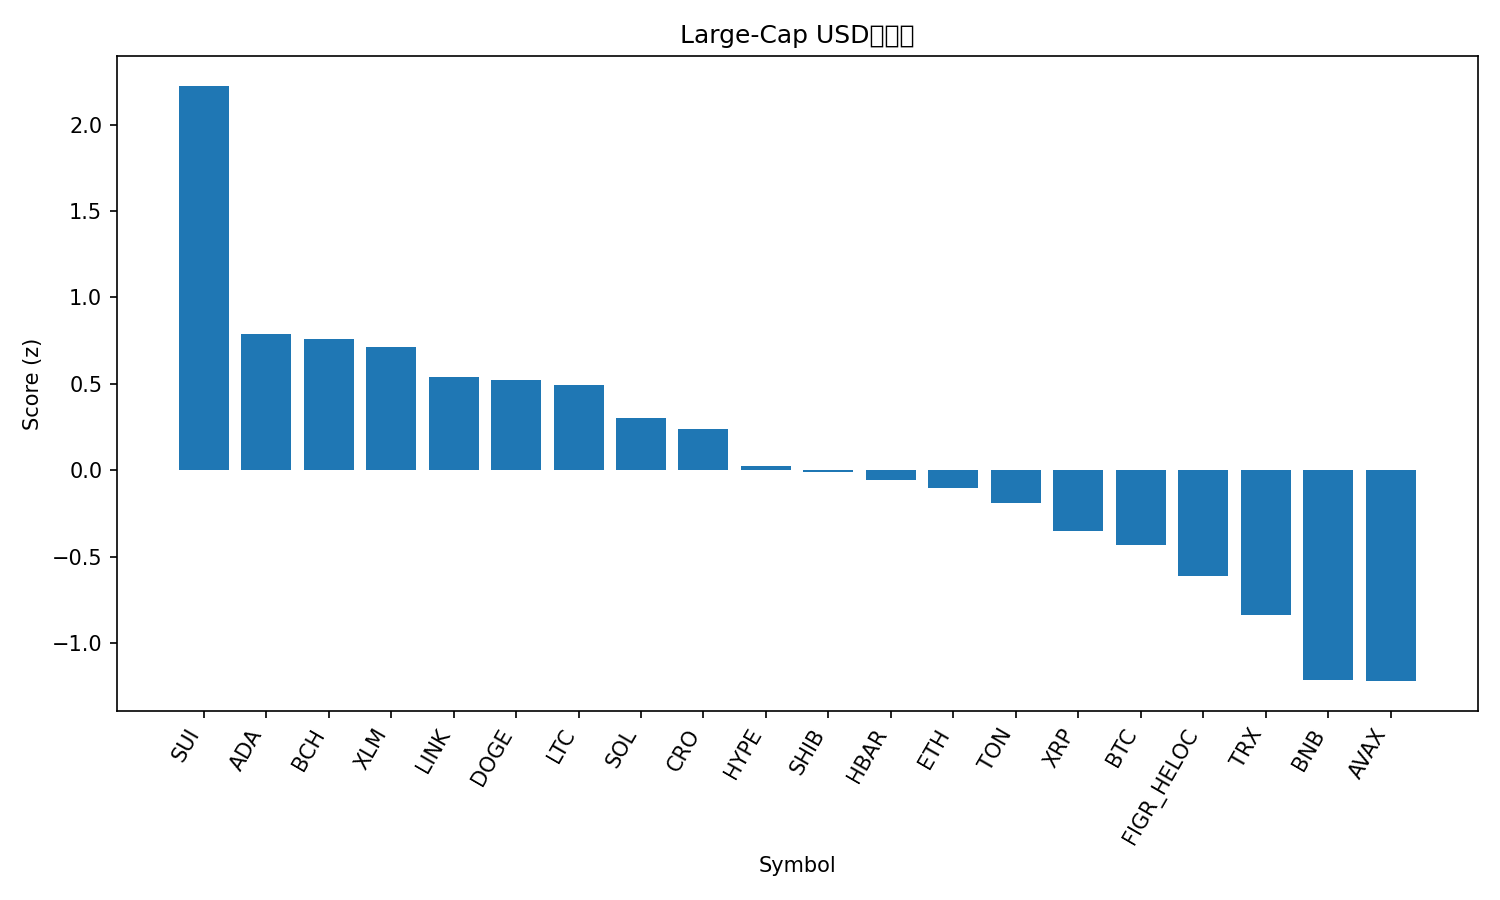 Large-Cap USD
Score (z)
2.0
1.5
1.0
0.5
0.0
−0.5
−1.0
SUI
ADA
BCH
XLM
LINK
DOGE
LTC
SOL
CRO
HYPE
SHIB
HBAR
ETH
TON
XRP
BTC
FIGR_HELOC
TRX
BNB
AVAX
Symbol